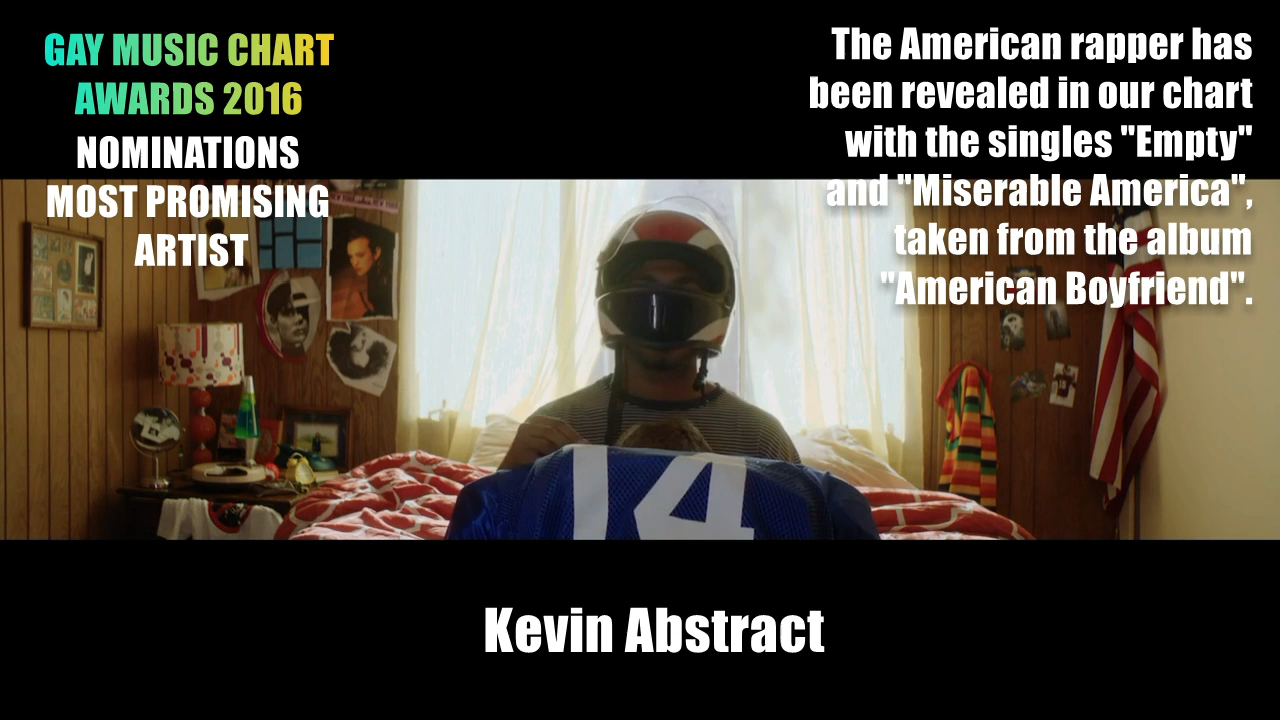 GAY MUSIC CHART
AWARDS 2016
NOMINATIONS
MOST PROMISING
ARTIST
The American rapper has
been revealed in our chart
with the singles "Empty"
and "Miserable America",
taken from the album
"American Boyfriend".
14
Kevin Abstract